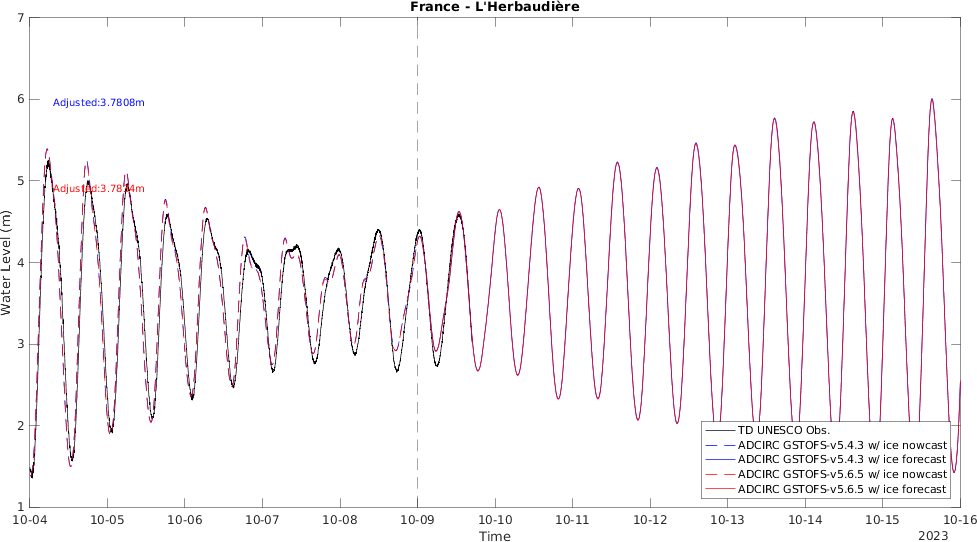 France - L'Herbaudière
7
6
5
4
3
2
1
Water Level (m)
Adjusted:3.7808m
TD UNESCO Obs.
ADCIRC GSTOFS-v5.4.3 w/ ice nowcast
ADCIRC GSTOFS-v5.4.3 w/ ice forecast
ADCIRC GSTOFS-v5.6.5 w/ ice nowcast
ADCIRC GSTOFS-v5.6.5 w/ ice forecast
10-04 10-05 10-06 10-07 10-08 10-09 10-10 10-11 10-12 10-13 10-14 10-15 10-16
Time
2023